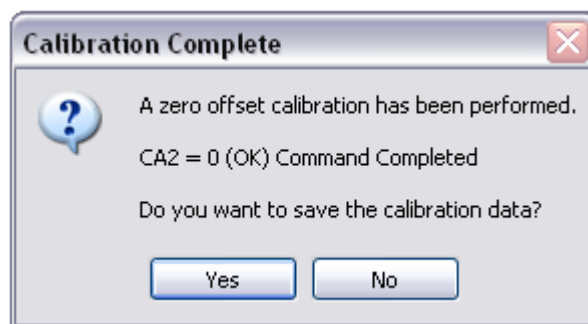 Calibration Complete
A zero offset calibration has been performed.
CA2 = 0 (OK) Command Completed
Do you want to save the calibration data?
Yes
No